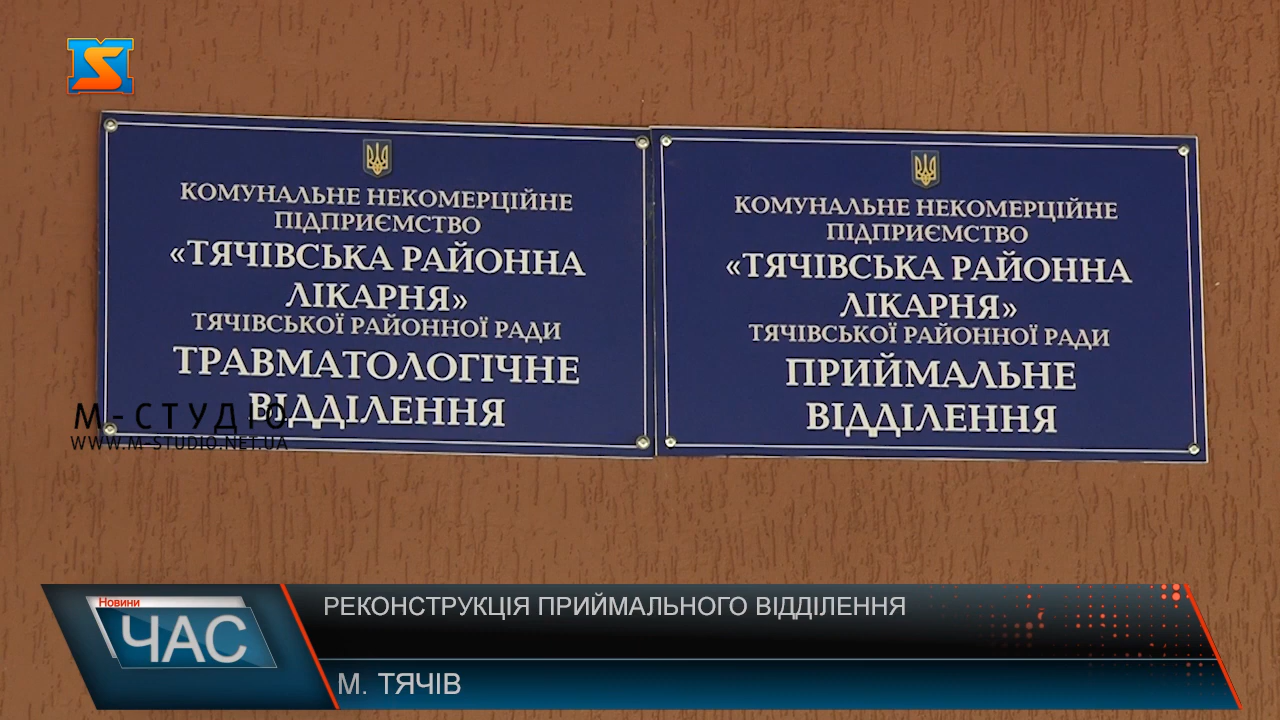 КОМУНАЛЬНЕ НЕКОМЕРЦІЙНЕ
ПІДПРИЄМСТВО
«ТЯЧІВСЬКА РАЙОННА
ЛІКАРНЯ»
ТЯЧІВСЬКОЇ РАЙОННОЇ РАДИ
ТРАВМАТОЛОГІЧНЕ
ВІДДІЛЕННЯ
КОМУНАЛЬНЕ НЕКОМЕРЦІЙНЕ
ПІДПРИЄМСТВО
«ТЯЧІВСЬКА РАЙОННА
ЛІКАРНЯ»
ТЯЧІВСЬКОЇ РАЙОННОЇ РАДИ
ПРИЙМАЛЬНЕ
ВІДДІЛЕННЯ
М-СТУДІО
WWW.M-STUDIO.NET.UA
Новини
ЧАС
РЕКОНСТРУКЦІЯ ПРИЙМАЛЬНОГО ВІДДІЛЕННЯ
М. ТЯЧІВ